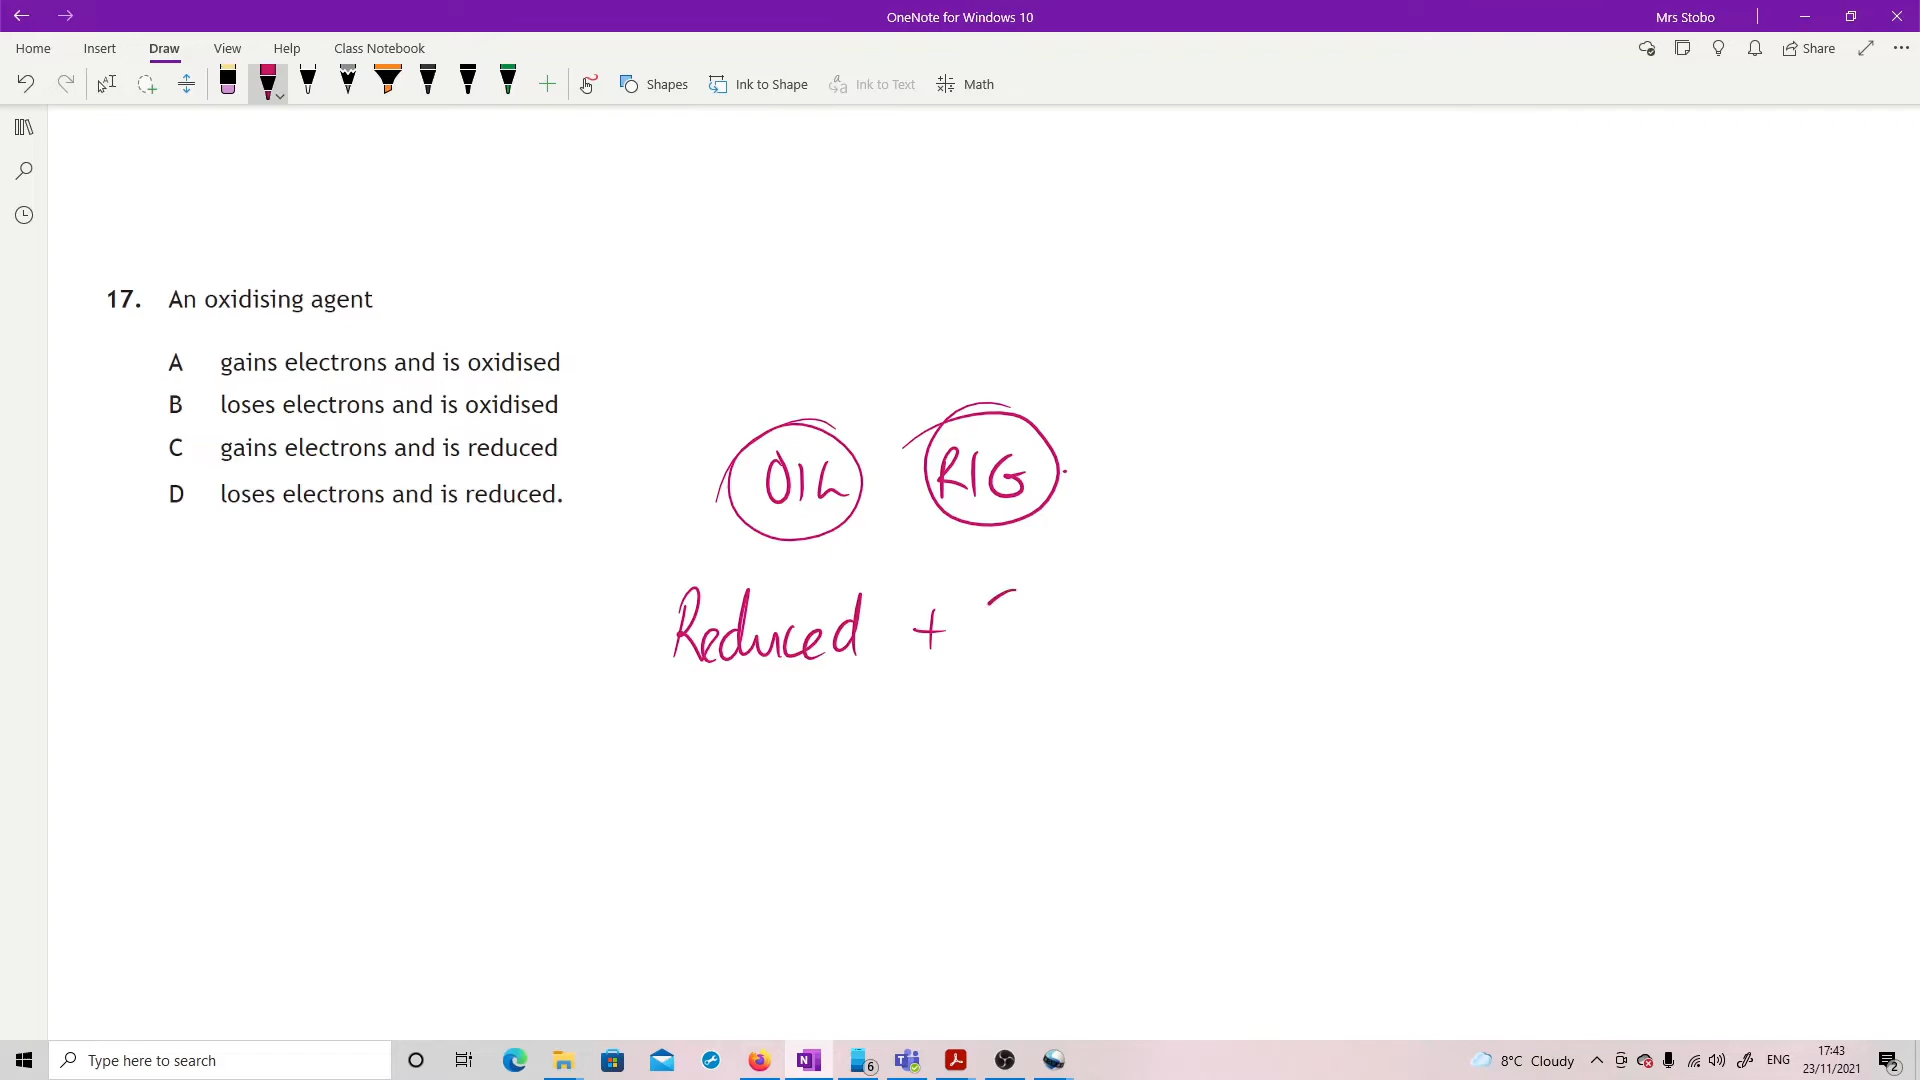 OneNote for Windows 10
Mrs Stobo
Home Insert Draw View Help Class Notebook
Share
Shapes Ink to Shape Ink to Text Math
17. An oxidising agent
A gains electrons and is oxidised
B loses electrons and is oxidised
C gains electrons and is reduced
D loses electrons and is reduced.
OIL RIG
Reduced +
Type here to search
6
8°C Cloudy
ENG
17:43
23/11/2021
2